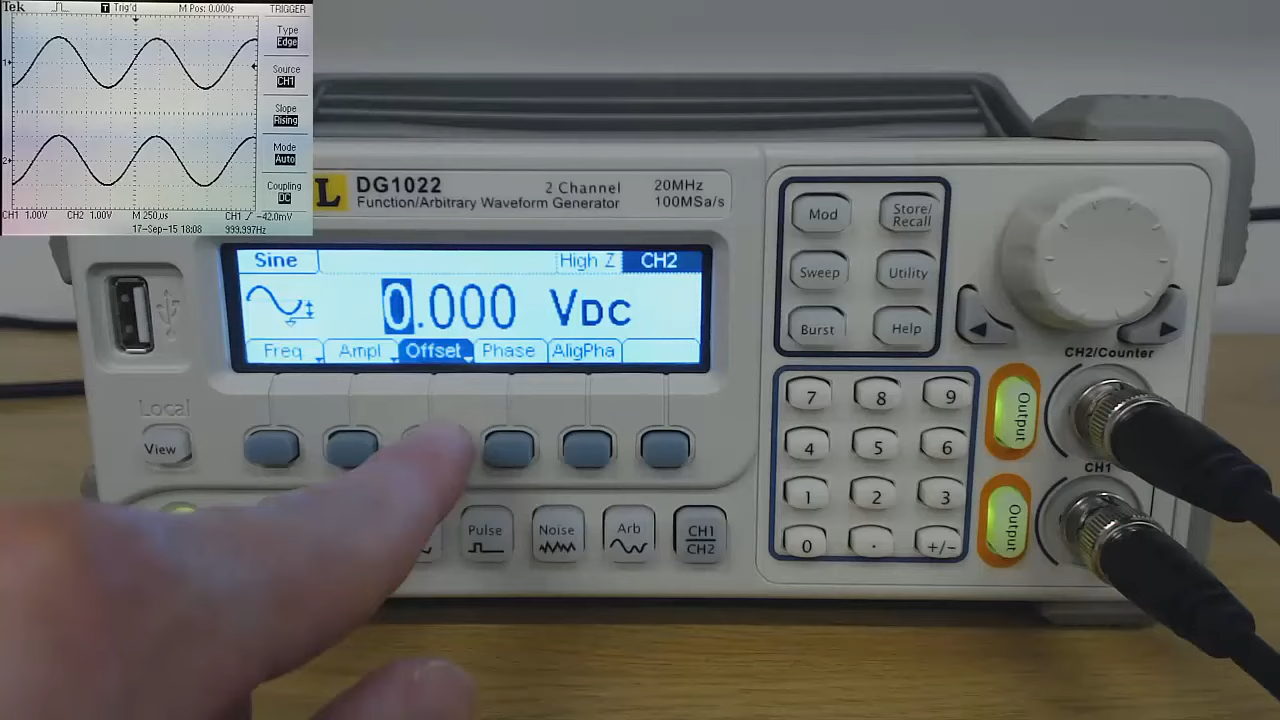 Tek
T Trig'd
M Pos: 0.000s
TRIGGER
Type
Edge
Source
CH1
Slope
Rising
Mode
Auto
Coupling
DC
1
2
CH1 1.00V
CH2 1.00V
M 250µs
CH1 / -42.0mV
17-Sep-15 18:08
999.997Hz
L
DG1022
2 Channel
20MHz
Function/Arbitrary Waveform Generator
100MSa/s
Sine
High Z
CH2
0.000 VDC
Freq
Ampl
Offset
Phase
AligPha
Local
View
Pulse
Noise
Arb
CH1
CH2
Mod
Store/
Recall
Sweep
Utility
Burst
Help
7
8
9
4
5
6
1
2
3
0
.
+/−
CH2/Counter
Output
CH1
Output